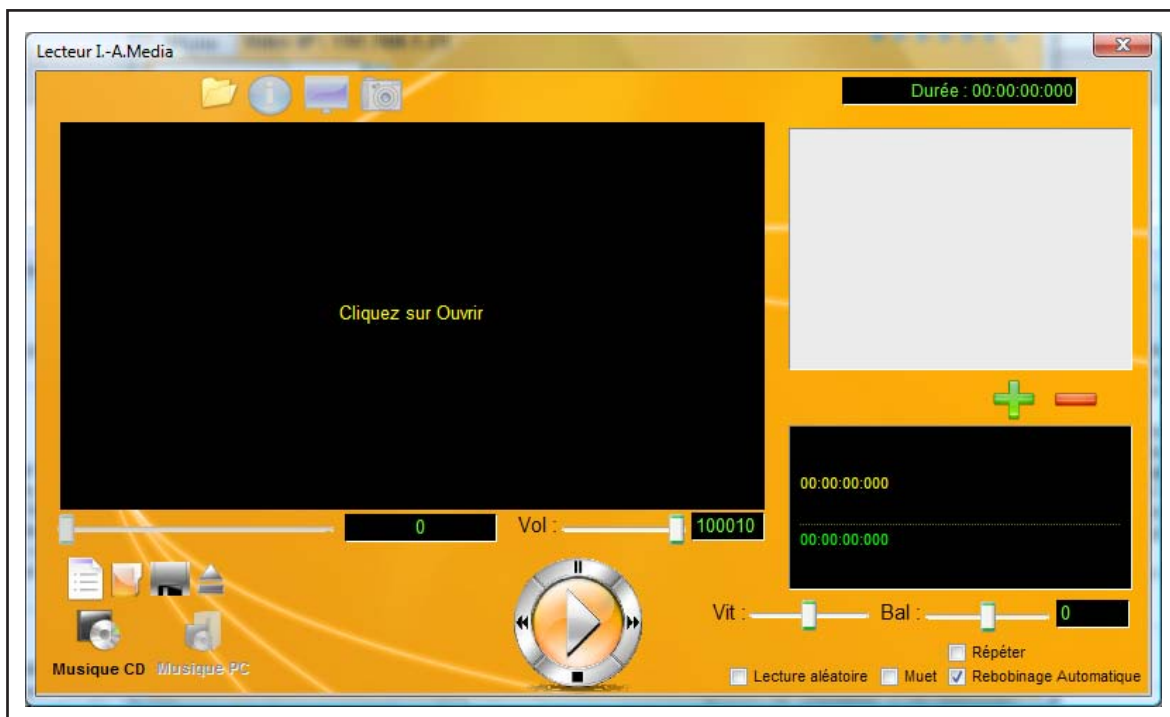 Lecteur I.-A.Media
Durée : 00:00:00:000
Cliquez sur Ouvrir
00:00:00:000
00:00:00:000
0
Vol :
100010
Vit :
Bal :
0
Musique CD
Musique PC
Répéter
Lecture aléatoire
Muet
Rebobinage Automatique